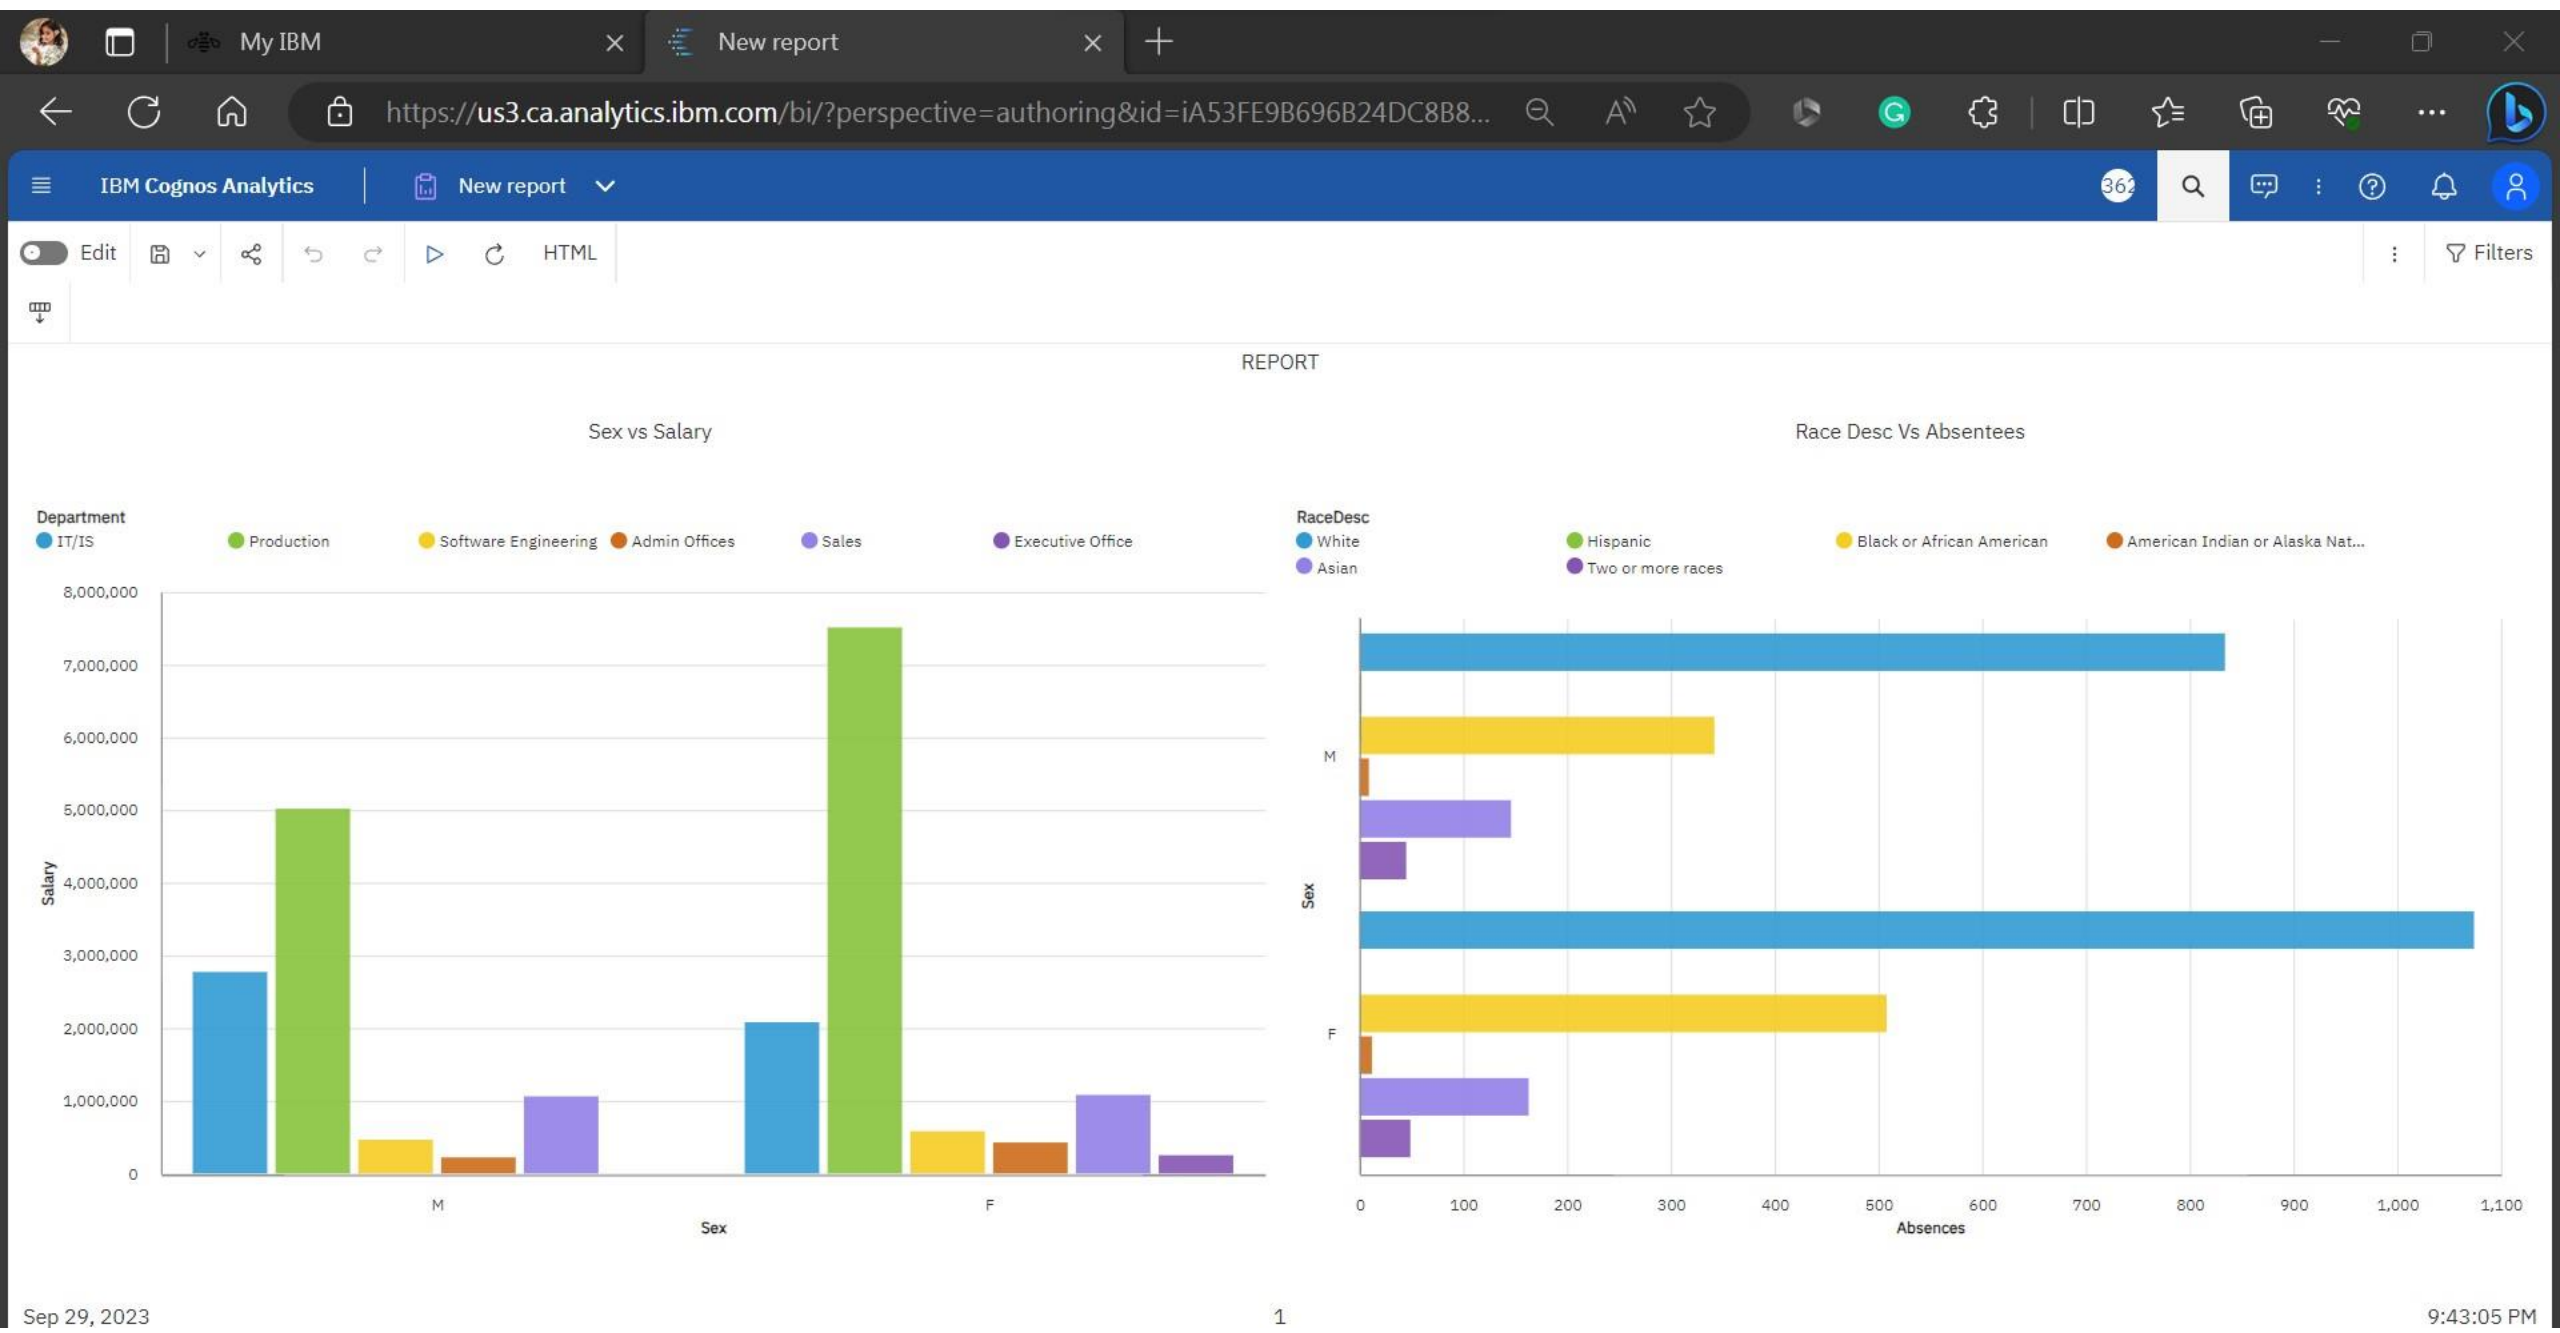 My IBM
New report
https://us3.ca.analytics.ibm.com/bi/?perspective=authoring&id=iA53FE9B696B24DC8B8...
IBM Cognos Analytics
New report
362
Edit
HTML
Filters
REPORT
Sex vs Salary
Department
IT/IS
Production
Software Engineering
Admin Offices
Sales
Executive Office
8,000,000
7,000,000
6,000,000
5,000,000
4,000,000
3,000,000
2,000,000
1,000,000
0
Salary
M
F
Sex
Race Desc Vs Absentees
RaceDesc
White
Hispanic
Black or African American
American Indian or Alaska Nat...
Asian
Two or more races
M
F
Sex
0
100
200
300
400
500
600
700
800
900
1,000
1,100
Absences
Sep 29, 2023
1
9:43:05 PM